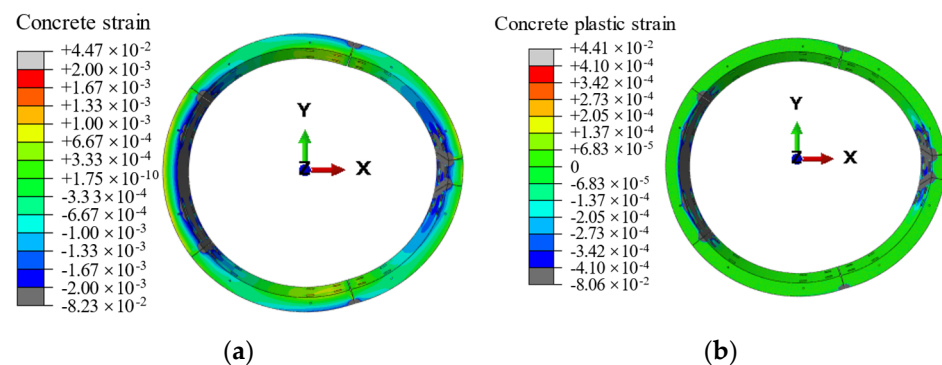 Concrete strain
+4.47 × 10⁻²
+2.00 × 10⁻³
+1.67 × 10⁻³
+1.33 × 10⁻³
+1.00 × 10⁻³
+6.67 × 10⁻⁴
+3.33 × 10⁻⁴
+1.75 × 10⁻¹⁰
-3.33 × 10⁻⁴
-6.67 × 10⁻⁴
-1.00 × 10⁻³
-1.33 × 10⁻³
-1.67 × 10⁻³
-2.00 × 10⁻³
-8.23 × 10⁻²
Y
Z
X
(a)
Concrete plastic strain
+4.41 × 10⁻²
+4.10 × 10⁻⁴
+3.42 × 10⁻⁴
+2.73 × 10⁻⁴
+2.05 × 10⁻⁴
+1.37 × 10⁻⁴
+6.83 × 10⁻⁵
0
-6.83 × 10⁻⁵
-1.37 × 10⁻⁴
-2.05 × 10⁻⁴
-2.73 × 10⁻⁴
-3.42 × 10⁻⁴
-4.10 × 10⁻⁴
-8.06 × 10⁻²
Y
Z
X
(b)